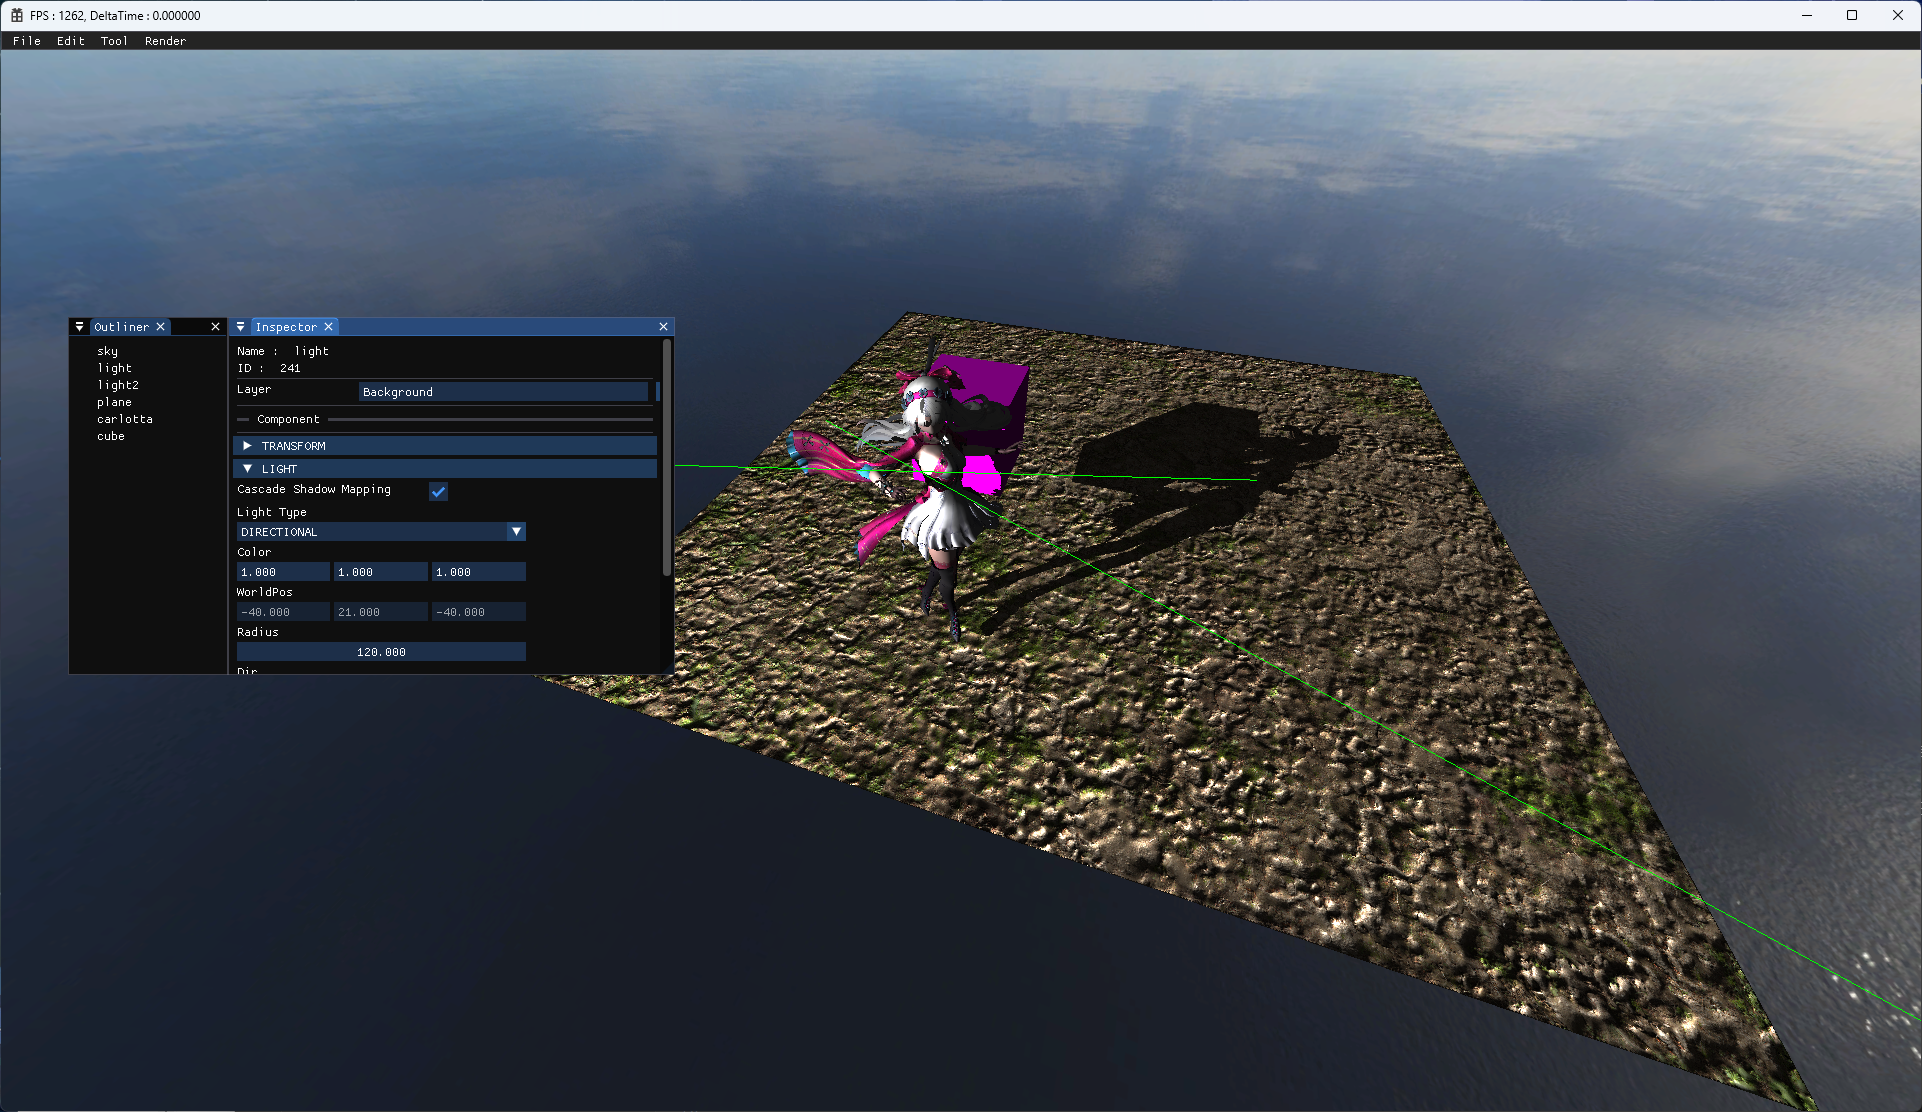 FPS : 1262, DeltaTime : 0.000000
File Edit Tool Render
Outliner
sky
light
light2
plane
carlotta
cube
Inspector
Name : light
ID : 241
Layer Background
Component
TRANSFORM
LIGHT
Cascade Shadow Mapping
Light Type
DIRECTIONAL
Color
1.000 1.000 1.000
WorldPos
-40.000 21.000 -40.000
Radius
120.000
Dir